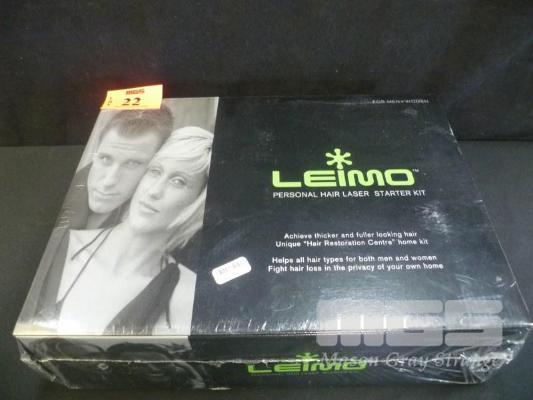 MGS
22
FOR MEN+WOMEN
LEIMO™
PERSONAL HAIR LASER STARTER KIT
Achieve thicker and fuller looking hair
Unique "Hair Restoration Centre" home kit
Helps all hair types for both men and women
Fight hair loss in the privacy of your own home
MGS
Mason Gray Strange
LEIMO